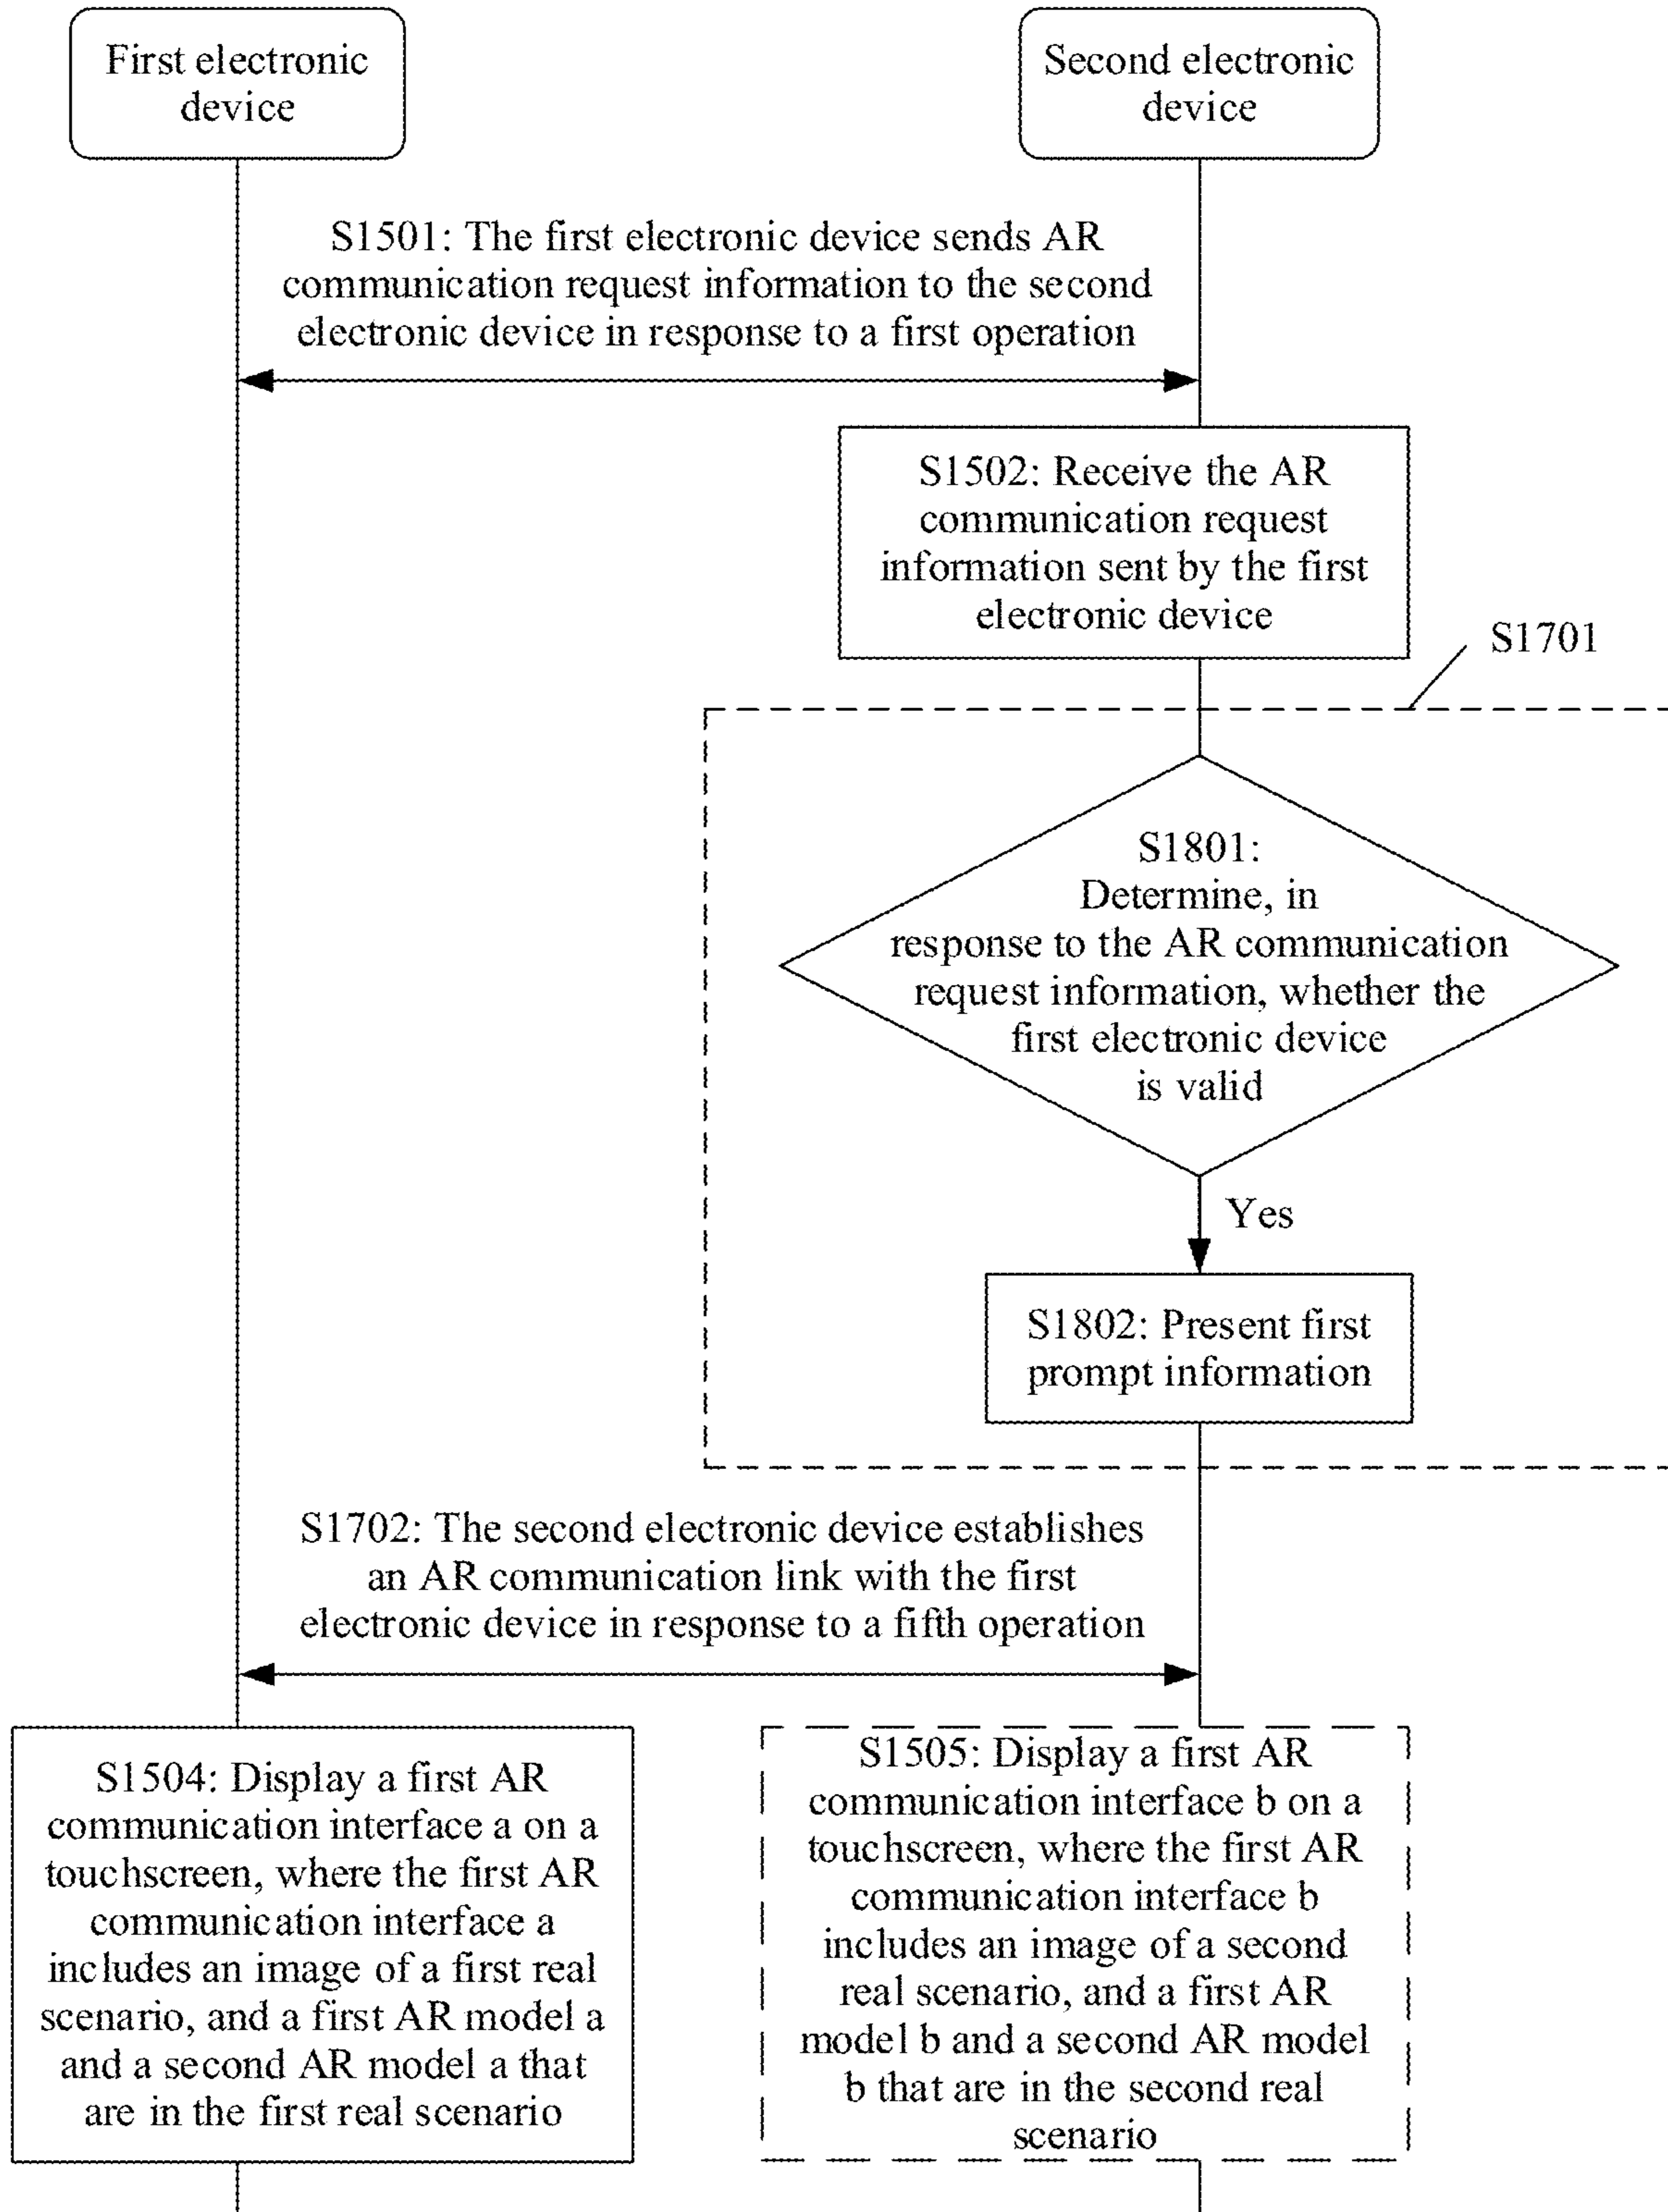 First electronic
device
Second electronic
device
S1501: The first electronic device sends AR
communication request information to the second
electronic device in response to a first operation
S1502: Receive the AR
communication request
information sent by the first
electronic device
S1701
S1801:
Determine, in
response to the AR communication
request information, whether the
first electronic device
is valid
Yes
S1802: Present first
prompt information
S1702: The second electronic device establishes
an AR communication link with the first
electronic device in response to a fifth operation
S1504: Display a first AR
communication interface a on a
touchscreen, where the first AR
communication interface a
includes an image of a first real
scenario, and a first AR model a
and a second AR model a that
are in the first real scenario
S1505: Display a first AR
communication interface b on a
touchscreen, where the first AR
communication interface b
includes an image of a second
real scenario, and a first AR
model b and a second AR model
b that are in the second real
scenario